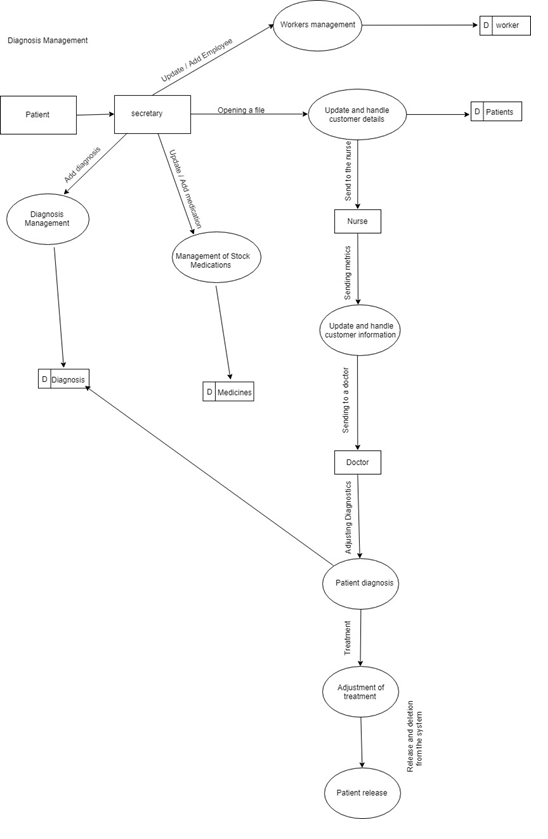 Workers management
D worker
Diagnosis Management
Update / Add Employee
Patient
secretary
Opening a file
Update and handle
customer details
D Patients
Add diagnosis
Update / Add medication
Send to the nurse
Diagnosis
Management
Nurse
Management of Stock
Medications
Sending metrics
Update and handle
customer information
D Diagnosis
D Medicines
Sending to a doctor
Doctor
Adjusting Diagnostics
Patient diagnosis
Treatment
Adjustment of
treatment
Release and deletion
from the system
Patient release